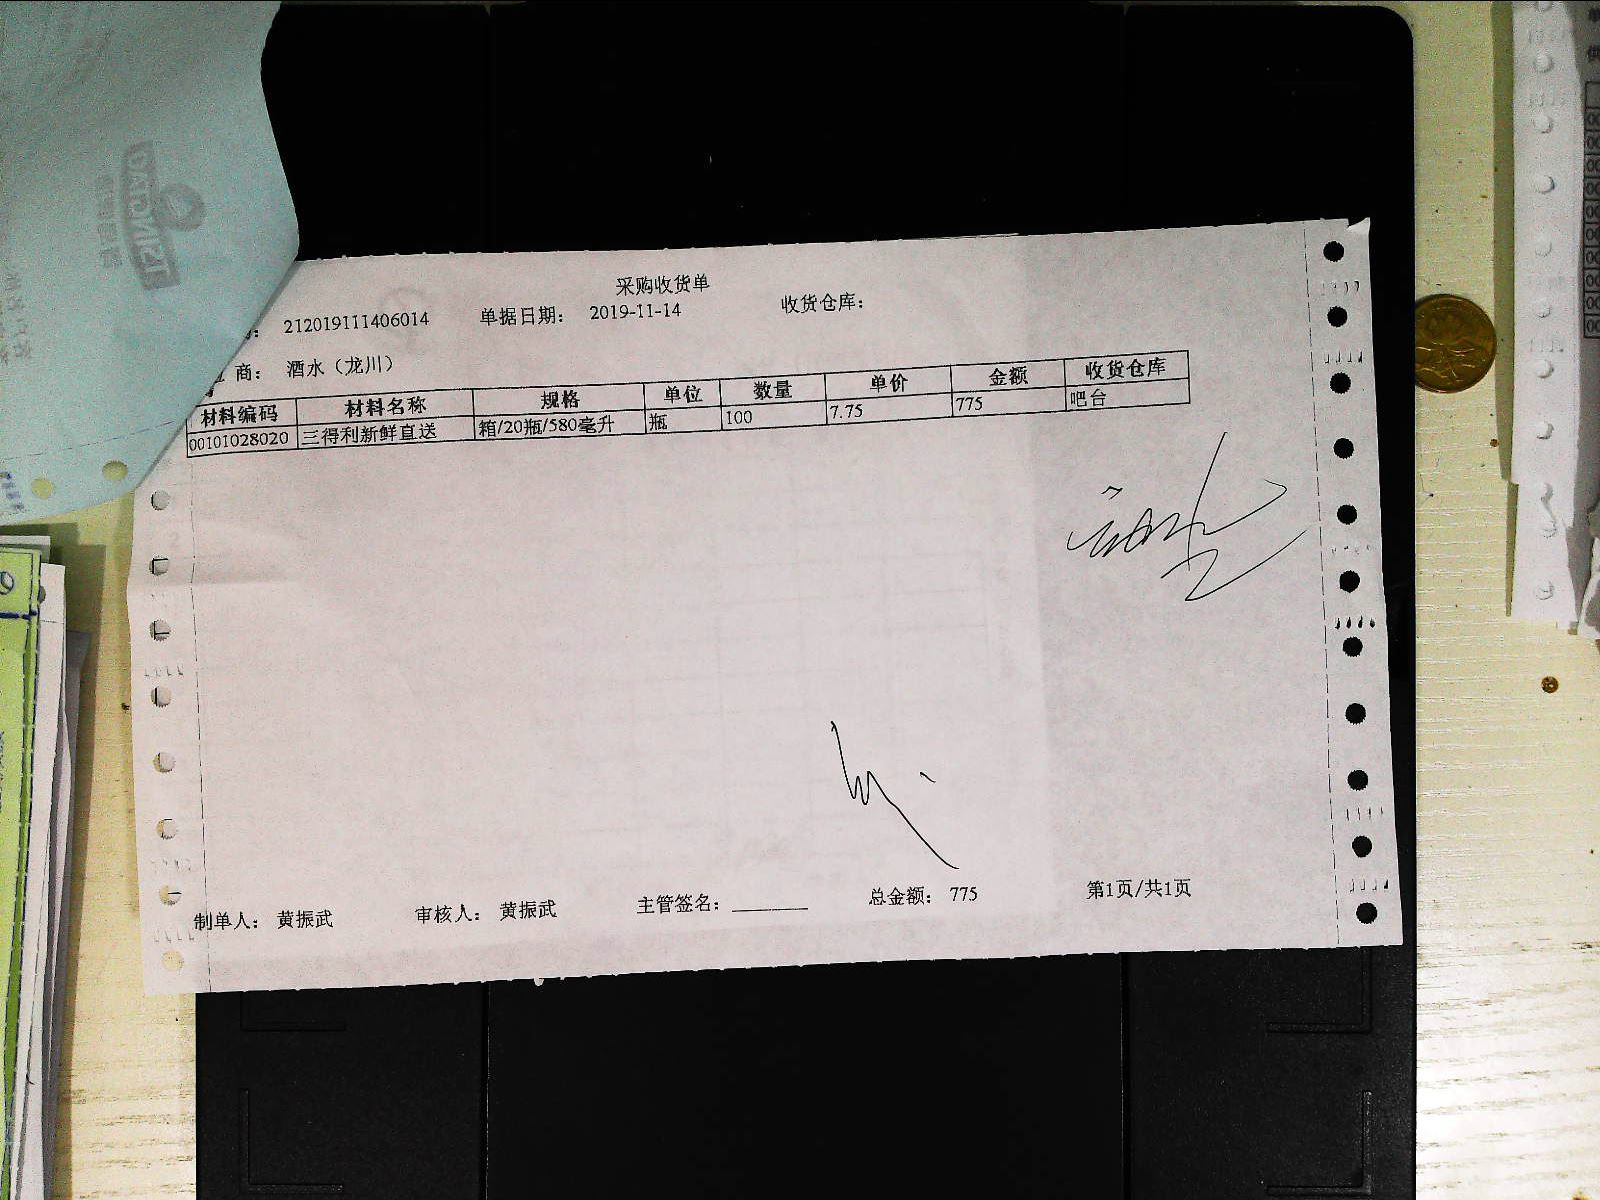 采购收货单
212019111406014 单据日期： 2019-11-14 收货仓库：
商： 酒水（龙川）
材料编码 材料名称 规格 单位 数量 单价 金额 收货仓库
00101028020 三得利新鲜直送 箱/20瓶/580毫升 瓶 100 7.75 775 吧台
制单人： 黄振武 审核人： 黄振武 主管签名： 总金额： 775 第1页/共1页
TSINGTAO